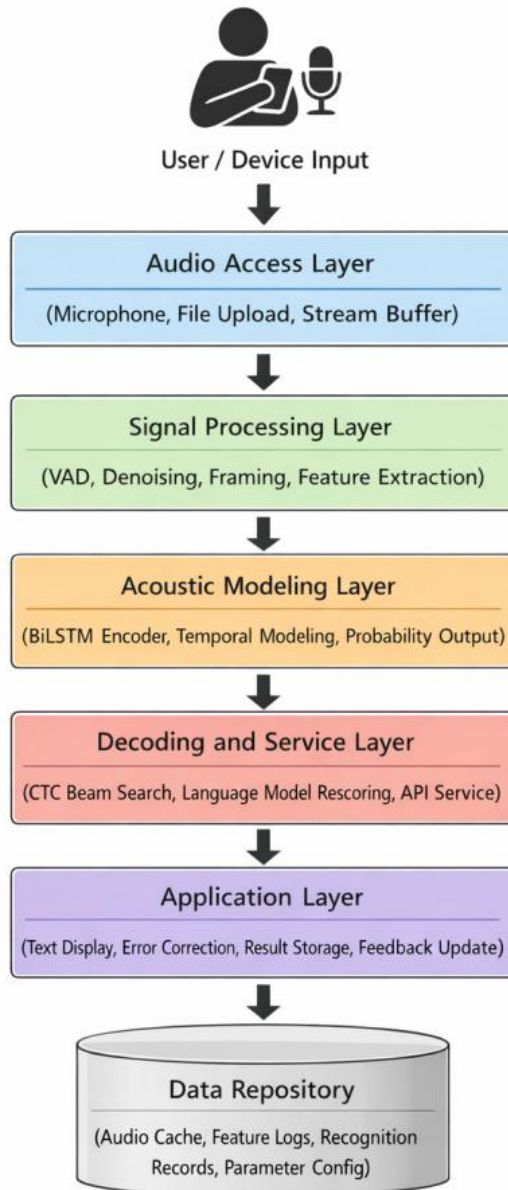 User / Device Input
Audio Access Layer
(Microphone, File Upload, Stream Buffer)
Signal Processing Layer
(VAD, Denoising, Framing, Feature Extraction)
Acoustic Modeling Layer
(BiLSTM Encoder, Temporal Modeling, Probability Output)
Decoding and Service Layer
(CTC Beam Search, Language Model Rescoring, API Service)
Application Layer
(Text Display, Error Correction, Result Storage, Feedback Update)
Data Repository
(Audio Cache, Feature Logs, Recognition
Records, Parameter Config)